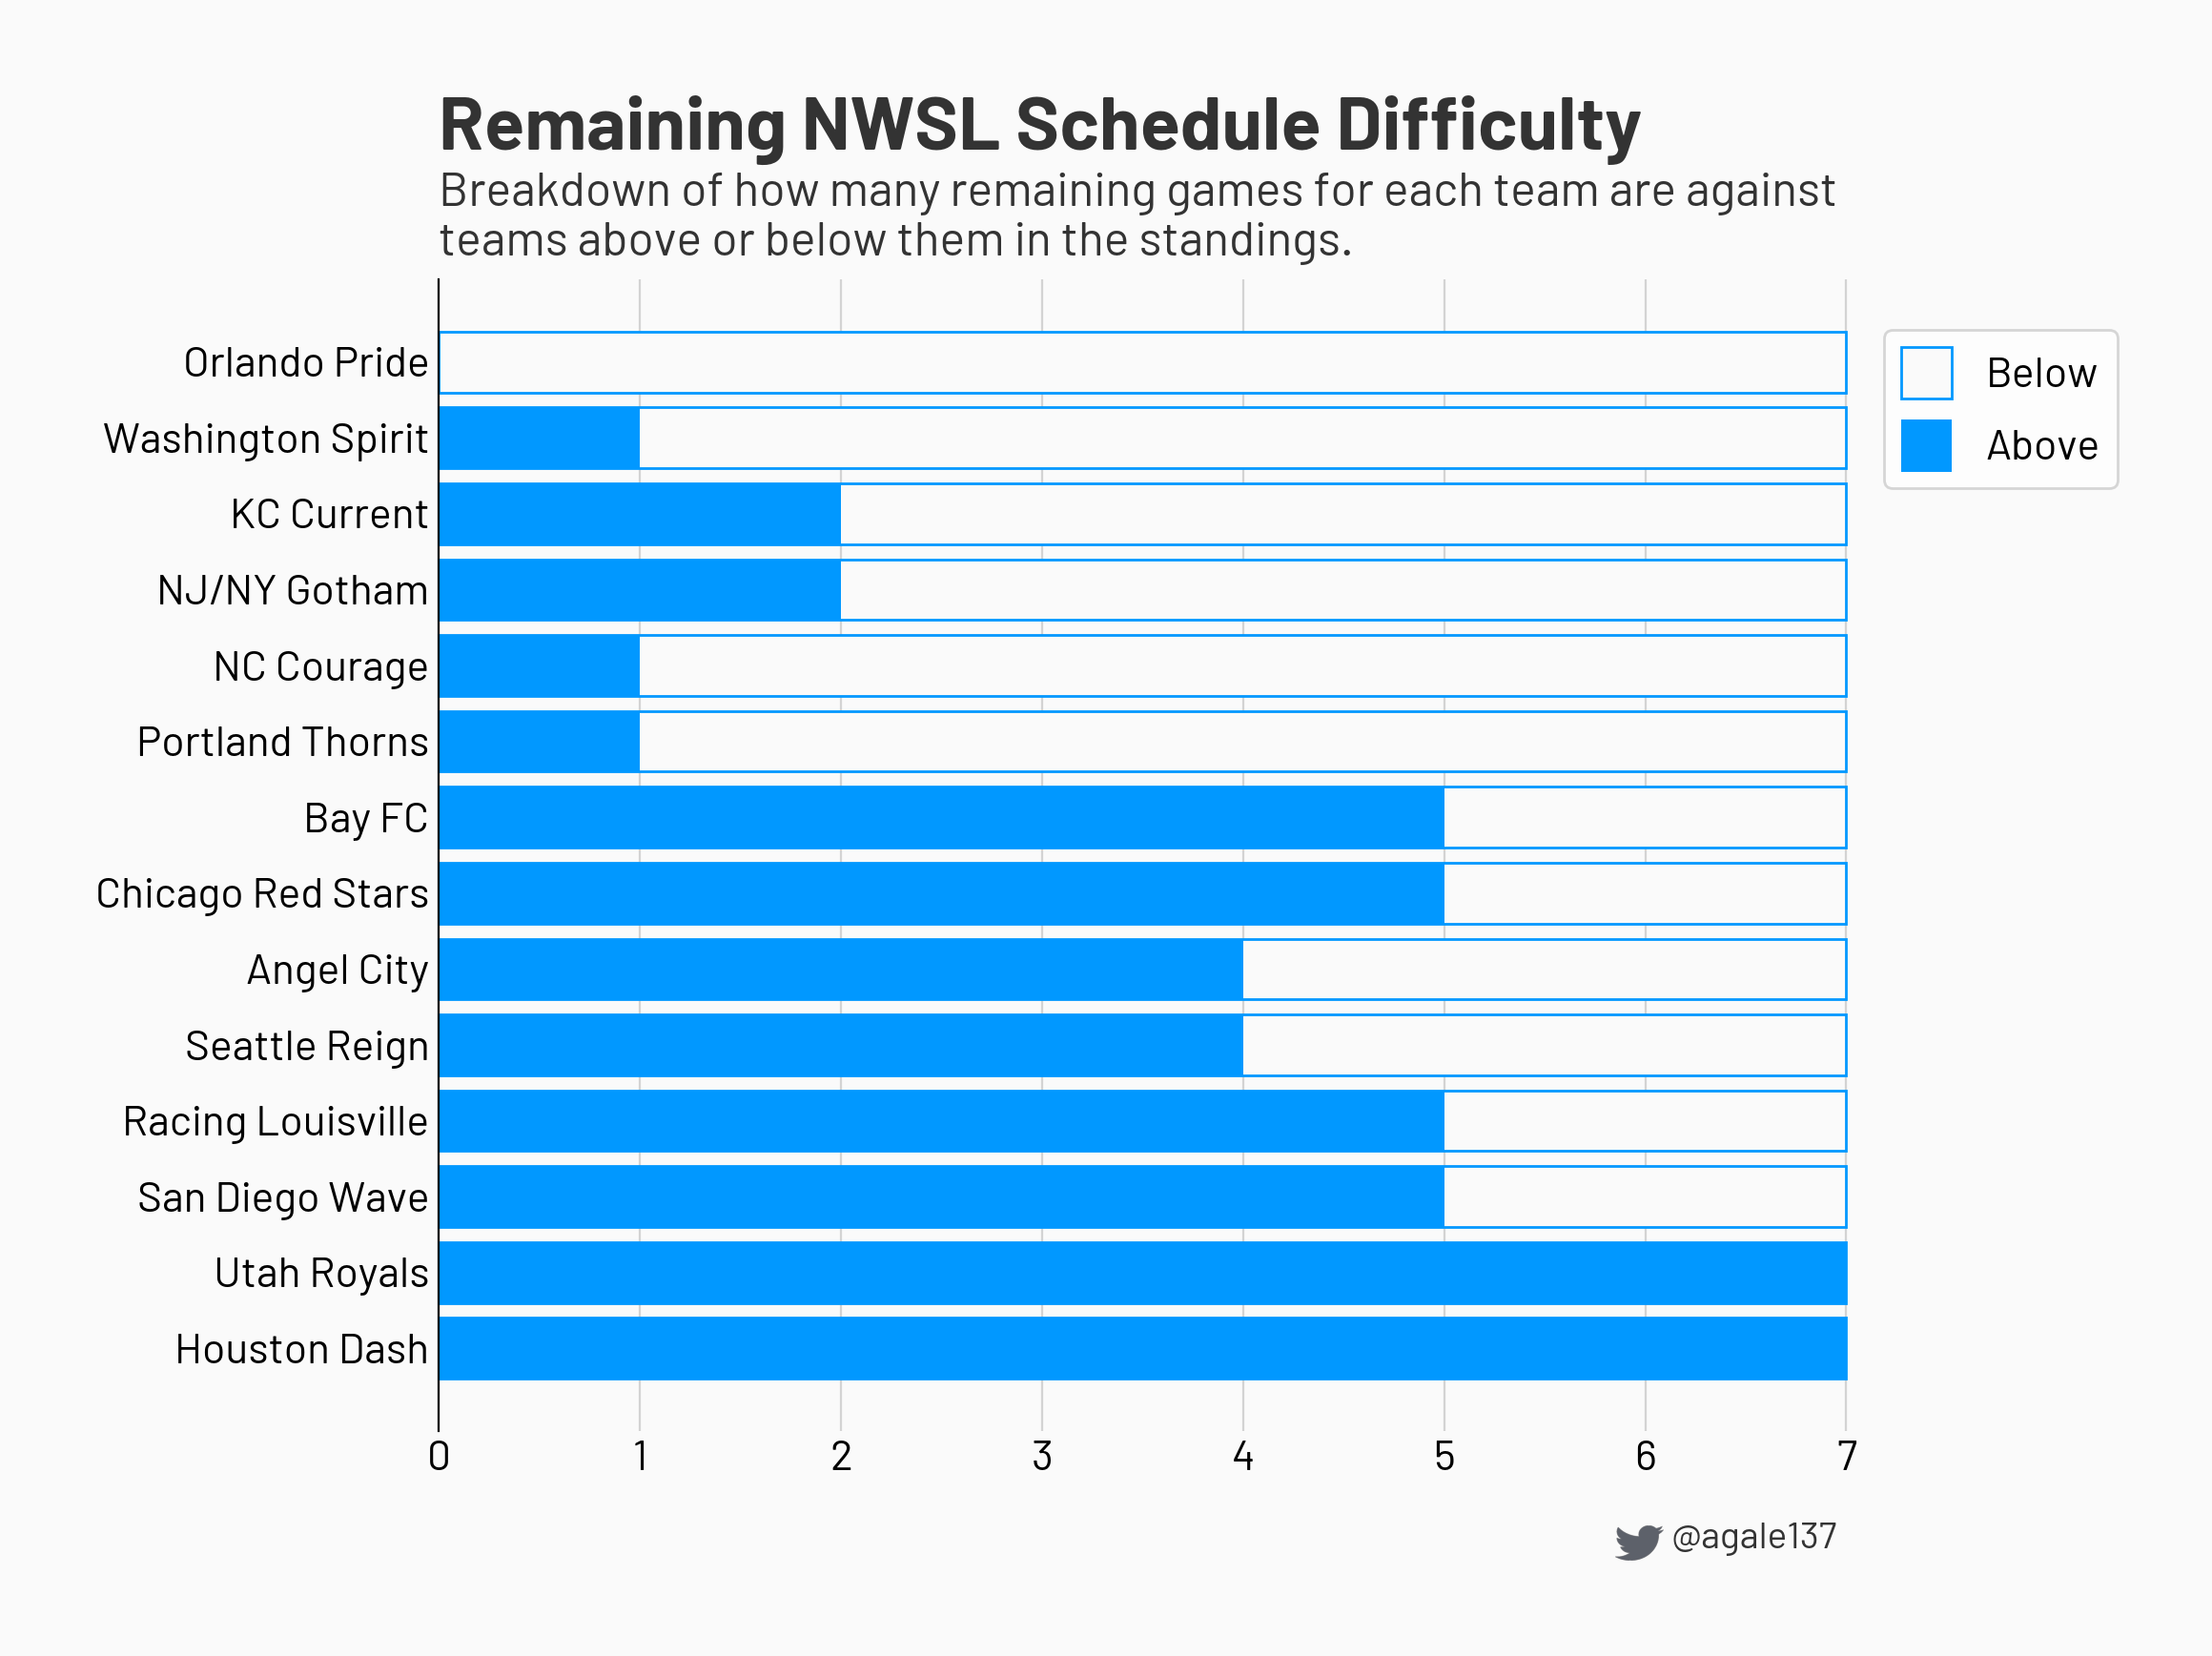 Remaining NWSL Schedule Difficulty
Breakdown of how many remaining games for each team are against
teams above or below them in the standings.
Below
Above
Orlando Pride
Washington Spirit
KC Current
NJ/NY Gotham
NC Courage
Portland Thorns
Bay FC
Chicago Red Stars
Angel City
Seattle Reign
Racing Louisville
San Diego Wave
Utah Royals
Houston Dash
0 1 2 3 4 5 6 7
@agale137